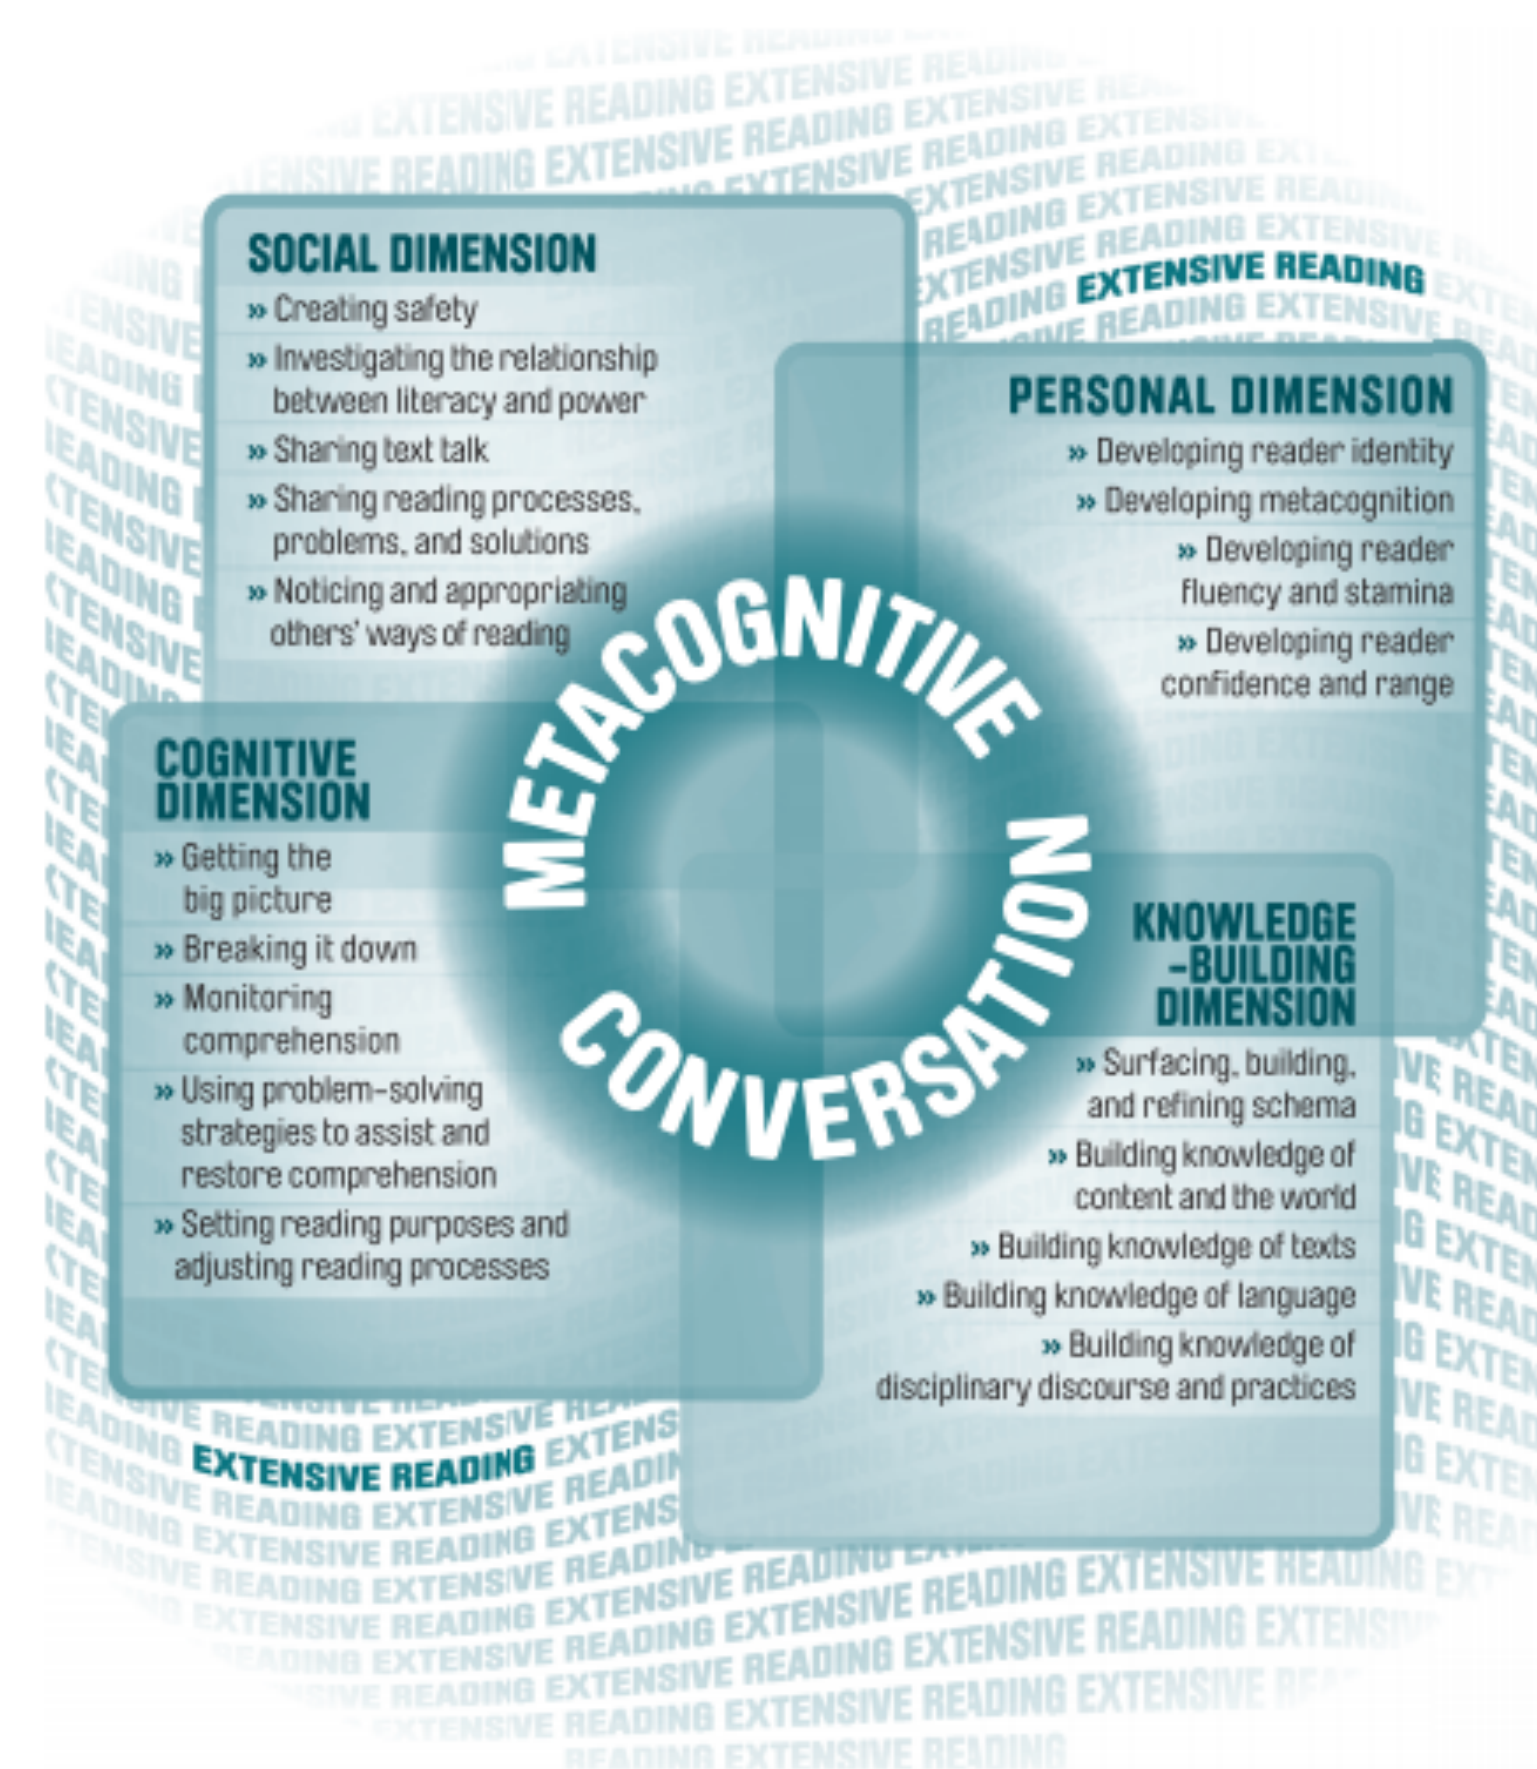 SOCIAL DIMENSION
» Creating safety
» Investigating the relationship
between literacy and power
» Sharing text talk
» Sharing reading processes,
problems, and solutions
» Noticing and appropriating
others' ways of reading
EXTENSIVE READING
PERSONAL DIMENSION
» Developing reader identity
» Developing metacognition
» Developing reader
fluency and stamina
» Developing reader
confidence and range
METACOGNITIVE
CONVERSATION
COGNITIVE
DIMENSION
» Getting the
big picture
» Breaking it down
» Monitoring
comprehension
» Using problem-solving
strategies to assist and
restore comprehension
» Setting reading purposes and
adjusting reading processes
KNOWLEDGE
-BUILDING
DIMENSION
» Surfacing, building,
and refining schema
» Building knowledge of
content and the world
» Building knowledge of texts
» Building knowledge of language
» Building knowledge of
disciplinary discourse and practices
EXTENSIVE READING